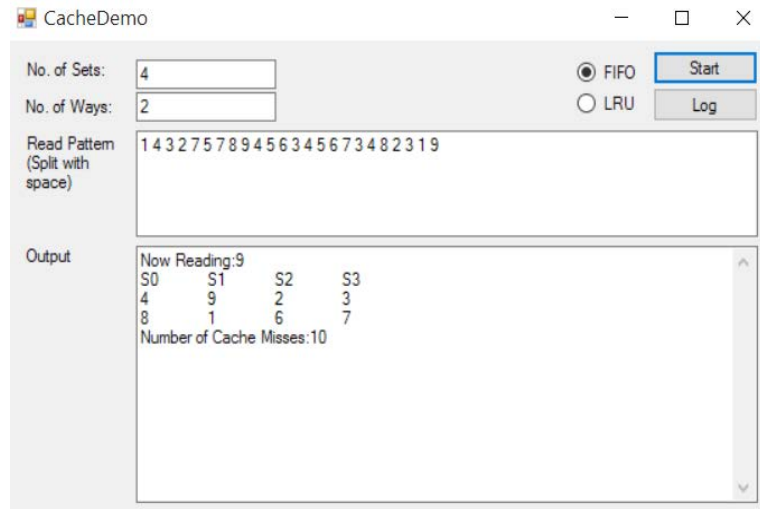 CacheDemo
No. of Sets: 4 FIFO Start
No. of Ways: 2 LRU Log
Read Pattern 1 4 3 2 7 5 7 8 9 4 5 6 3 4 5 6 7 3 4 8 2 3 1 9
(Split with
space)
Output Now Reading:9
S0 S1 S2 S3
4 9 2 3
8 1 6 7
Number of Cache Misses:10